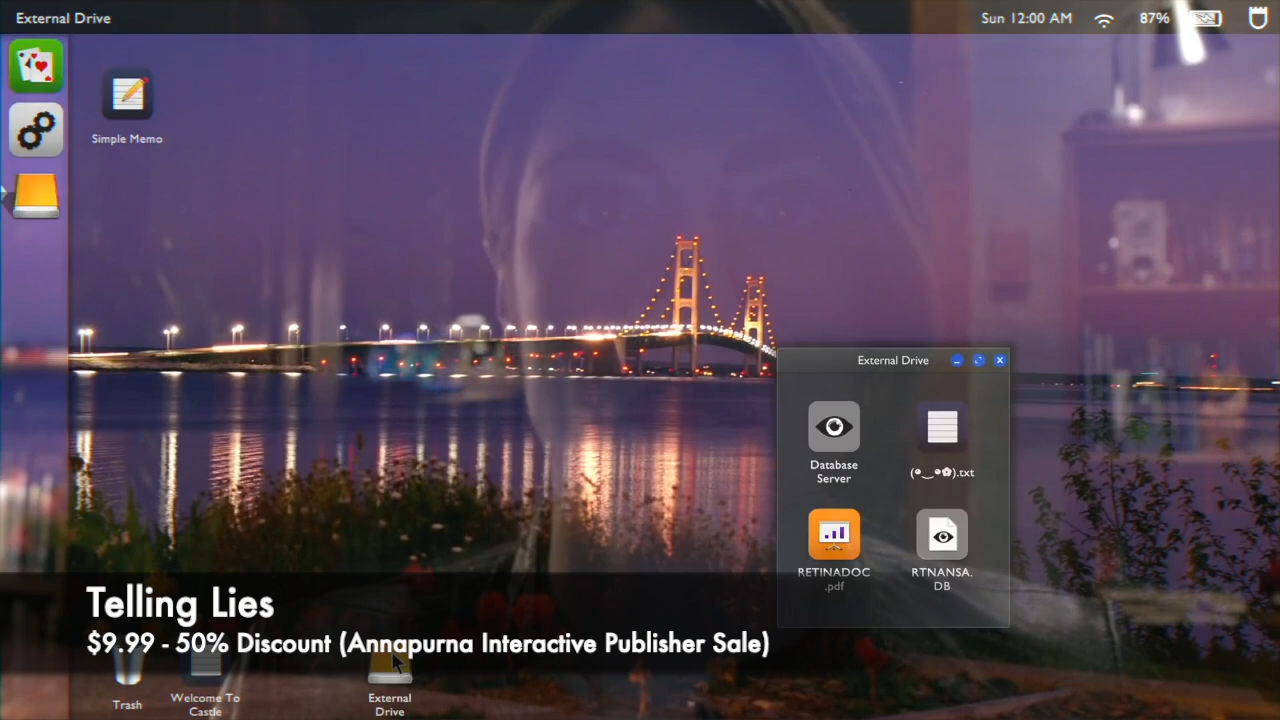 External Drive
Sun 12:00 AM
87%
Simple Memo
External Drive
Database
Server
(•‿•✿).txt
RETINADOC
.pdf
RTNANSA.
DB
Telling Lies
$9.99 - 50% Discount (Annapurna Interactive Publisher Sale)
Trash
Welcome To
Castle
External
Drive